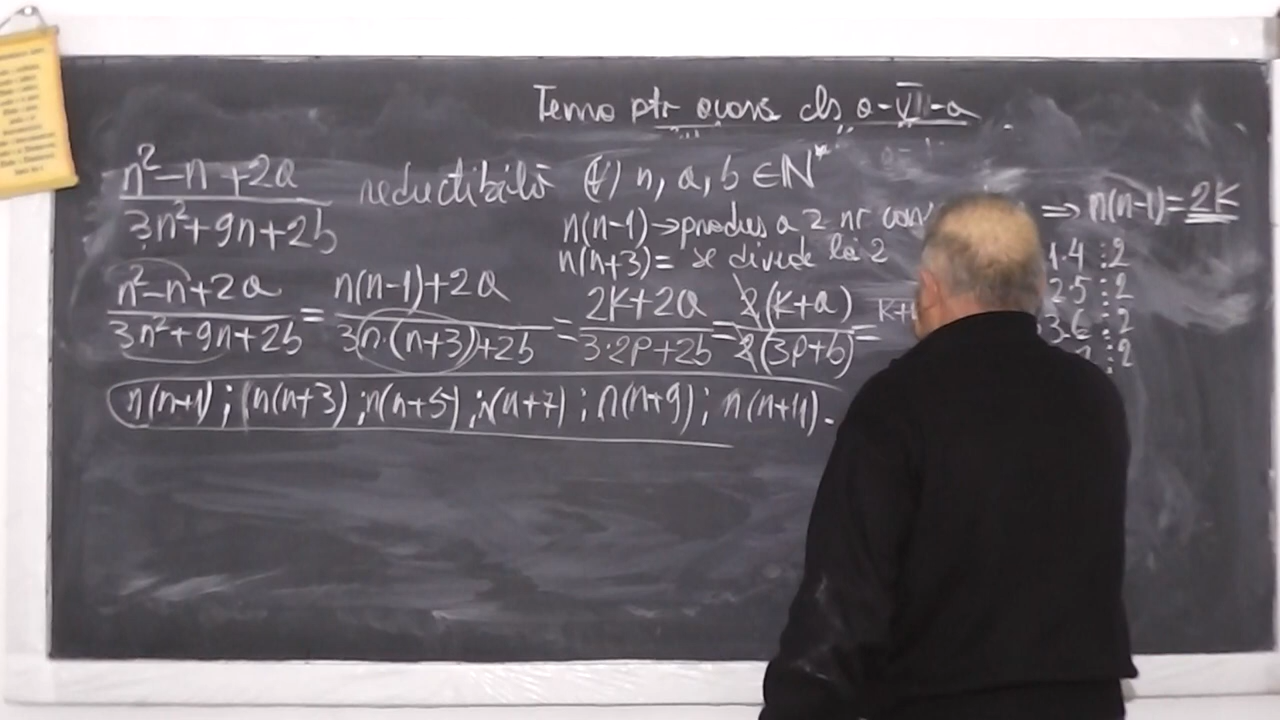 Tema ptr acasă cls a-VI-a
n²-n+2a / 3n²+9n+2b reductibilă (∀) n, a, b ∈ ℕ*
n(n-1)→produs a 2 nr ⇒ n(n-1)=2K
n(n+3)= se divide la 2
1·4 ⋮ 2
2·5 ⋮ 2
3·6 ⋮ 2
⋮ 2
n²-n+2a / 3n²+9n+2b = n(n-1)+2a / 3n·(n+3)+2b = 2K+2a / 3·2P+2b = 2(K+a) / 2(3P+b) = K+
n(n+1); n(n+3); n(n+5); n(n+7); n(n+9); n(n+11).